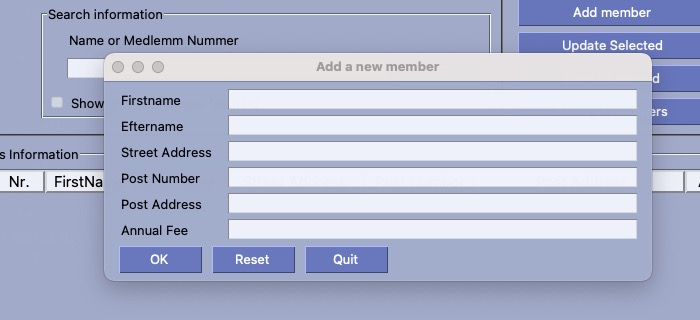 Search information
Name or Medlemm Nummer
Show
Add member
Update Selected
d
ers
s Information
Nr.
FirstNa
A
Add a new member
Firstname
Eftername
Street Address
Post Number
Post Address
Annual Fee
OK Reset Quit